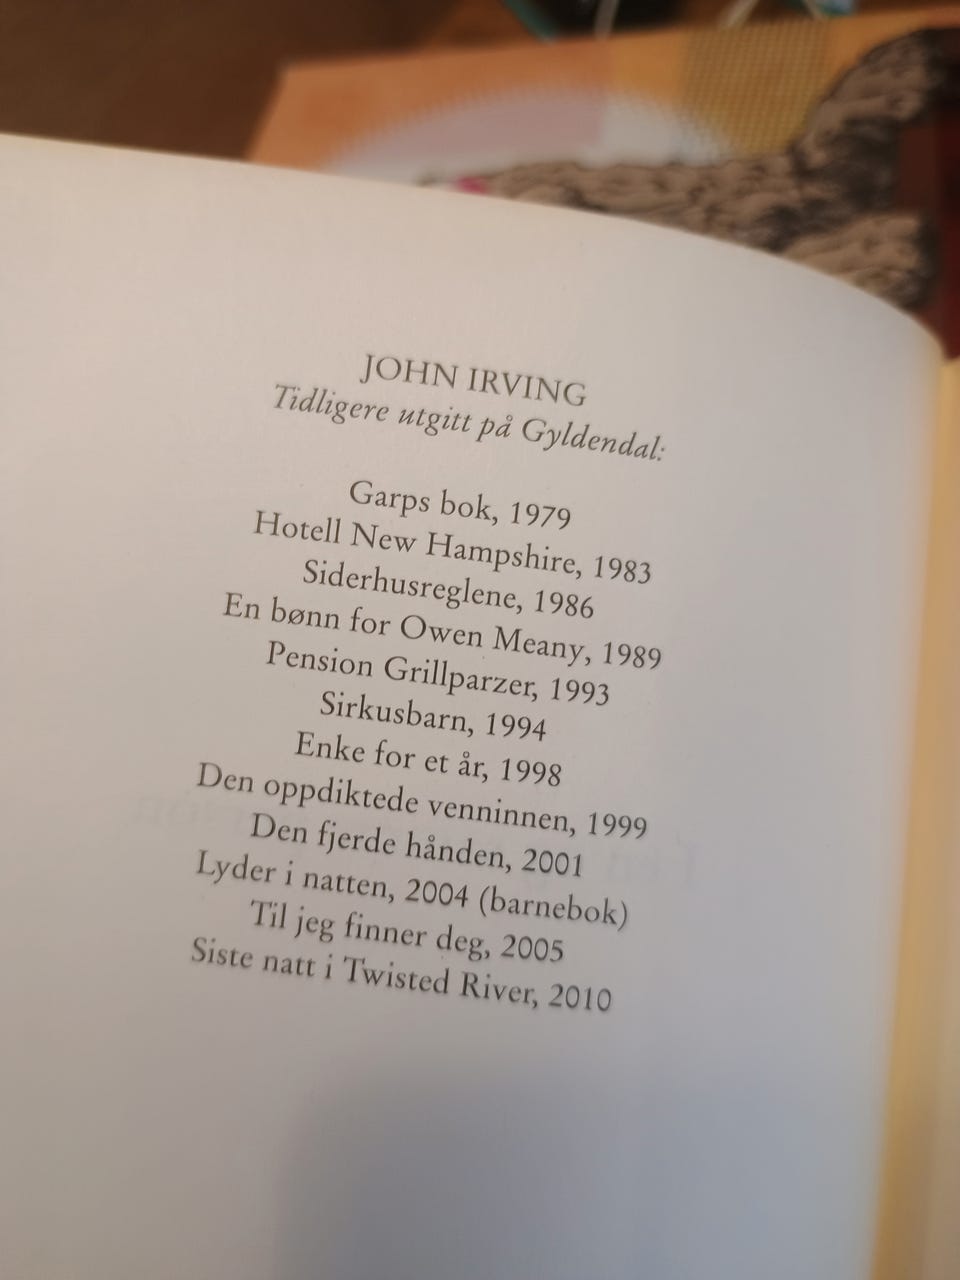 JOHN IRVING
Tidligere utgitt på Gyldendal:
Garps bok, 1979
Hotell New Hampshire, 1983
Siderhusreglene, 1986
En bønn for Owen Meany, 1989
Pension Grillparzer, 1993
Sirkusbarn, 1994
Enke for et år, 1998
Den oppdiktede venninnen, 1999
Den fjerde hånden, 2001
Lyder i natten, 2004 (barnebok)
Til jeg finner deg, 2005
Siste natt i Twisted River, 2010